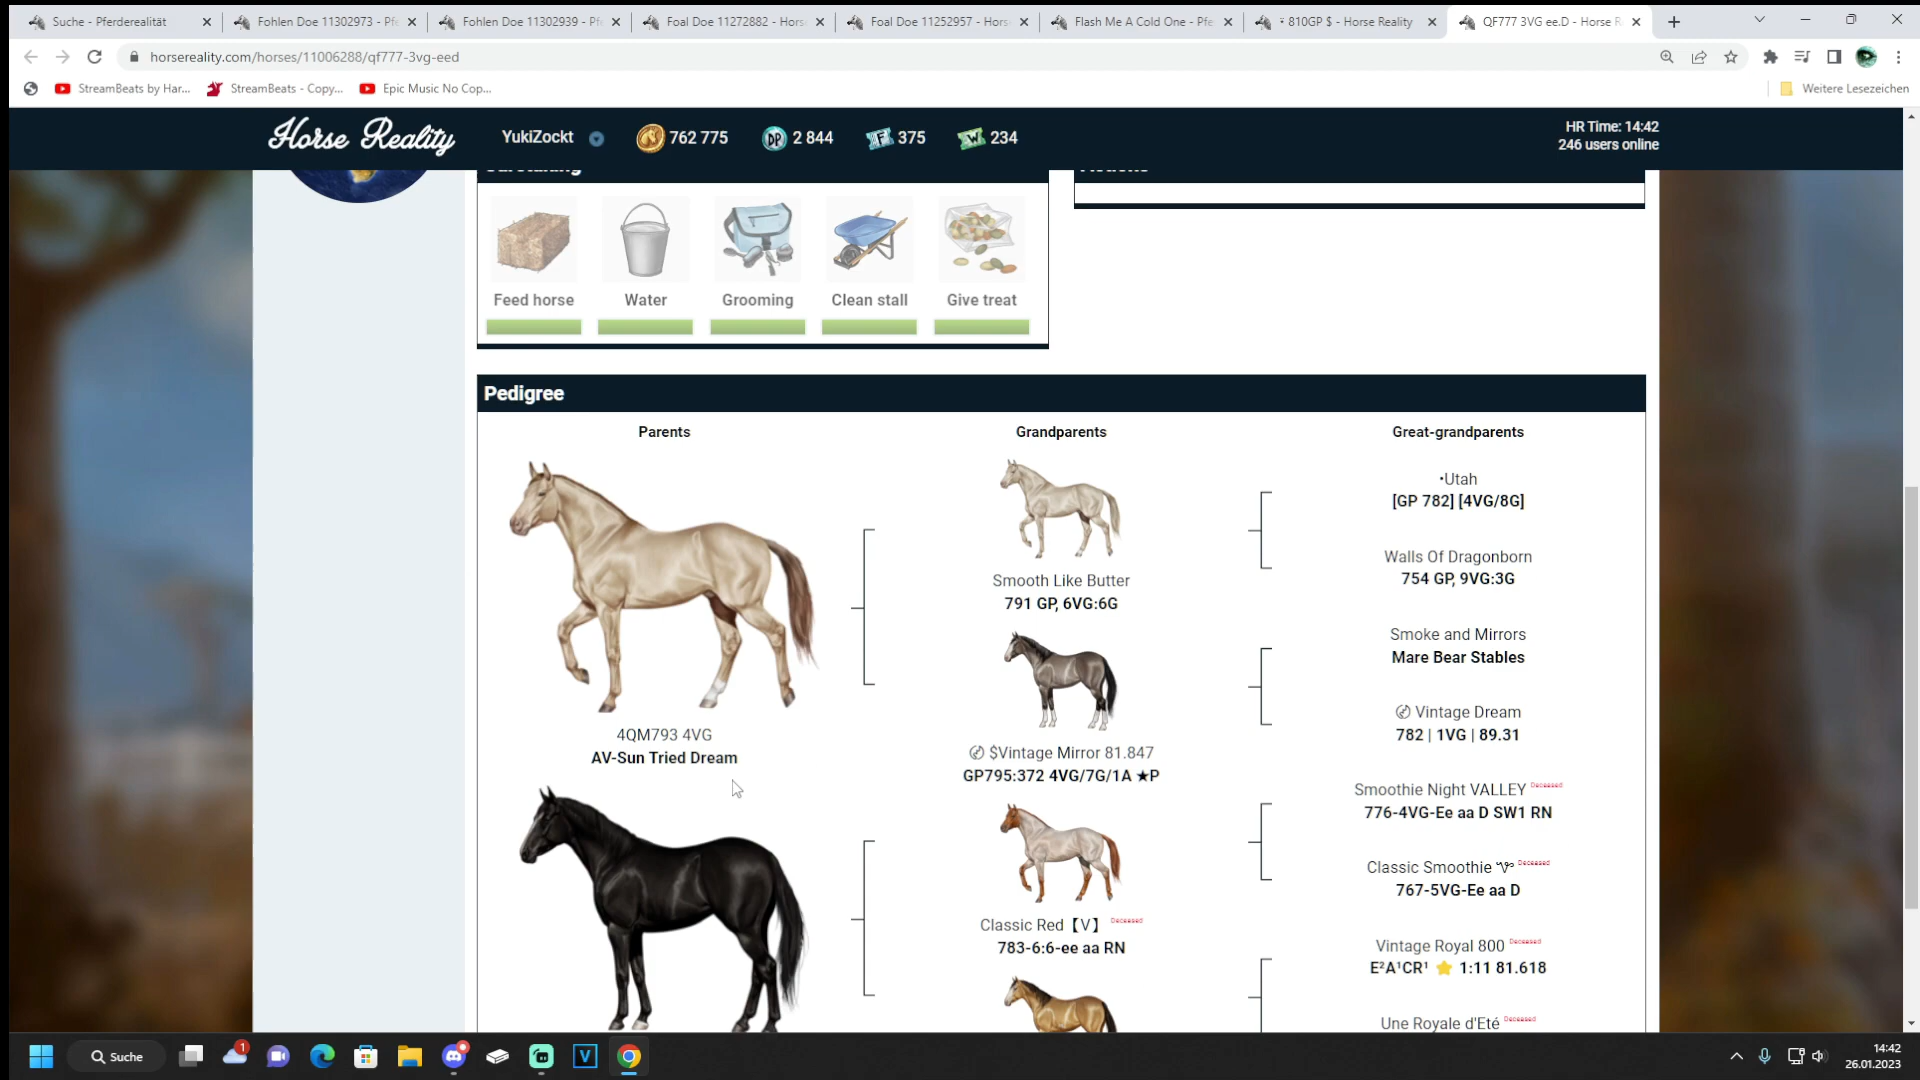 Suche - Pferderealität
Fohlen Doe 11302973 - Pf
Fohlen Doe 11302939 - Pf
Foal Doe 11272882 - Hors
Foal Doe 11252957 - Hors
Flash Me A Cold One - Pfe
810GP $ - Horse Reality
QF777 3VG ee.D - Horse R
horsereality.com/horses/11006288/qf777-3vg-eed
StreamBeats by Har...
StreamBeats - Copy...
Epic Music No Cop...
Weitere Lesezeichen
Horse Reality
YukiZockt
762 775
DP
2 844
F
375
W
234
HR Time: 14:42
246 users online
Feed horse
Water
Grooming
Clean stall
Give treat
Pedigree
Parents
Grandparents
Great-grandparents
4QM793 4VG
AV-Sun Tried Dream
Smooth Like Butter
791 GP, 6VG:6G
$Vintage Mirror 81.847
GP795:372 4VG/7G/1A ★P
Classic Red【V】 Deceased
783-6:6-ee aa RN
•Utah
[GP 782] [4VG/8G]
Walls Of Dragonborn
754 GP, 9VG:3G
Smoke and Mirrors
Mare Bear Stables
Vintage Dream
782 | 1VG | 89.31
Smoothie Night VALLEY Deceased
776-4VG-Ee aa D SW1 RN
Classic Smoothie Deceased
767-5VG-Ee aa D
Vintage Royal 800 Deceased
E²A¹CR¹ ⭐ 1:11 81.618
Une Royale d'Eté Deceased
Suche
1
V
14:42
26.01.2023